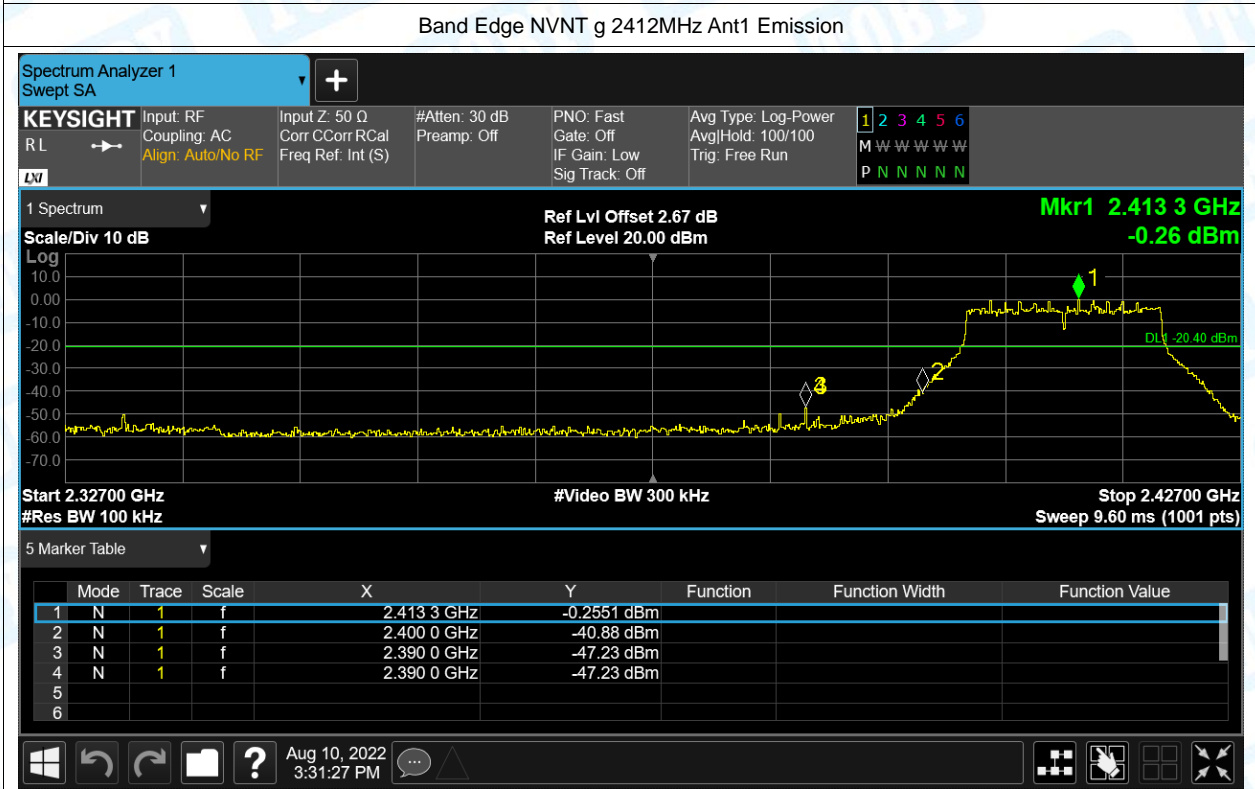 Band Edge NVNT g 2412MHz Ant1 Emission
Spectrum Analyzer 1
Swept SA
KEYSIGHT
RL
LXI
Input: RF
Coupling: AC
Align: Auto/No RF
Input Z: 50 Ω
Corr CCorr RCal
Freq Ref: Int (S)
#Atten: 30 dB
Preamp: Off
PNO: Fast
Gate: Off
IF Gain: Low
Sig Track: Off
Avg Type: Log-Power
Avg|Hold: 100/100
Trig: Free Run
1 2 3 4 5 6
M W W W W W
P N N N N N
1 Spectrum
Scale/Div 10 dB
Ref Lvl Offset 2.67 dB
Ref Level 20.00 dBm
Mkr1 2.413 3 GHz
-0.26 dBm
Log
10.0
0.00
-10.0
-20.0
-30.0
-40.0
-50.0
-60.0
-70.0
1
DL1 -20.40 dBm
2
Start 2.32700 GHz
#Res BW 100 kHz
#Video BW 300 kHz
Stop 2.42700 GHz
Sweep 9.60 ms (1001 pts)
5 Marker Table
Mode Trace Scale X Y Function Function Width Function Value
1 N 1 f 2.413 3 GHz -0.2551 dBm
2 N 1 f 2.400 0 GHz -40.88 dBm
3 N 1 f 2.390 0 GHz -47.23 dBm
4 N 1 f 2.390 0 GHz -47.23 dBm
5
6
?
Aug 10, 2022
3:31:27 PM